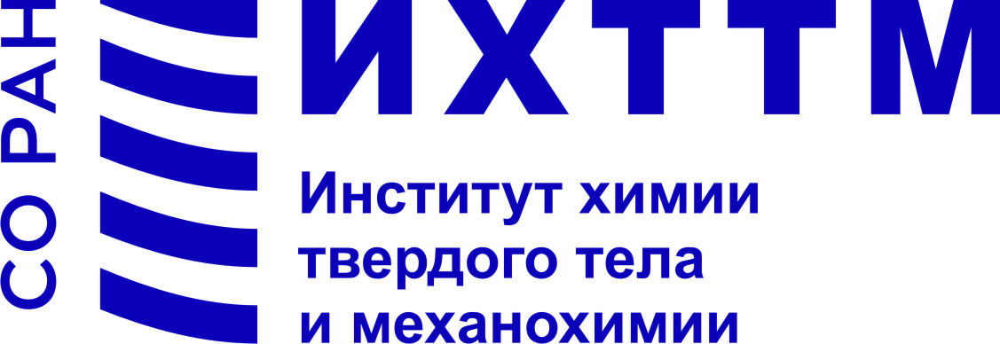 СО РАН
ИХТТМ
Институт химии
твердого тела
и механохимии